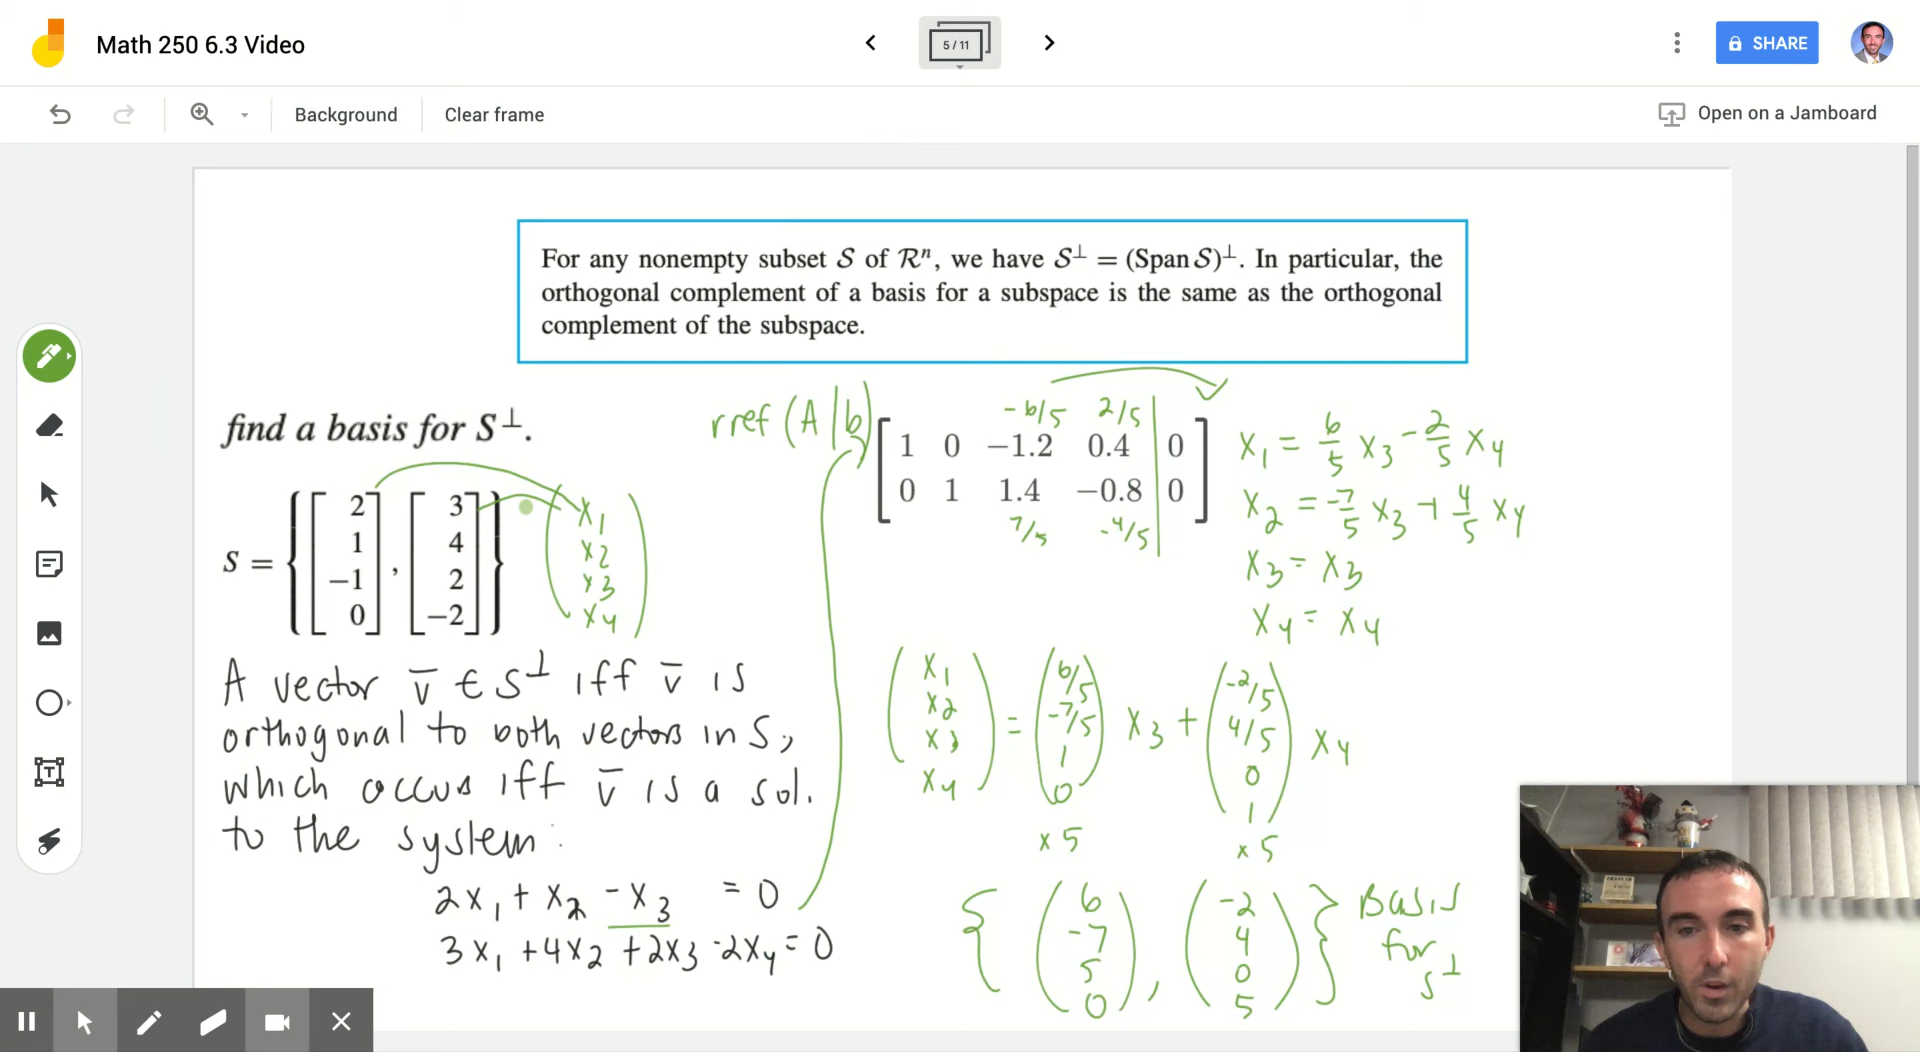 Math 250 6.3 Video
5 / 11
SHARE
Background
Clear frame
Open on a Jamboard
For any nonempty subset 𝒮 of ℛⁿ, we have 𝒮⊥ = (Span 𝒮)⊥. In particular, the
orthogonal complement of a basis for a subspace is the same as the orthogonal
complement of the subspace.
find a basis for S⊥.
S = { [2 1 −1 0], [3 4 2 −2] }
(x1 x2 x3 x4)
A vector v̄ ∈ S⊥ iff v̄ is
orthogonal to both vectors in S,
which occus iff v̄ is a sol.
to the system:
2x1 + x2 − x3 = 0
3x1 + 4x2 + 2x3 - 2x4 = 0
rref (A | b)
-6/5 2/5
1 0 −1.2 0.4 | 0
0 1 1.4 −0.8 | 0
7/5 -4/5
x1 = 6/5 x3 - 2/5 x4
x2 = -7/5 x3 + 4/5 x4
x3 = x3
x4 = x4
(x1 x2 x3 x4) = (6/5 -7/5 1 0) x3 + (-2/5 4/5 0 1) x4
x 5 x 5
{ (6 -7 5 0), (-2 4 0 5) } Basis
for
S⊥